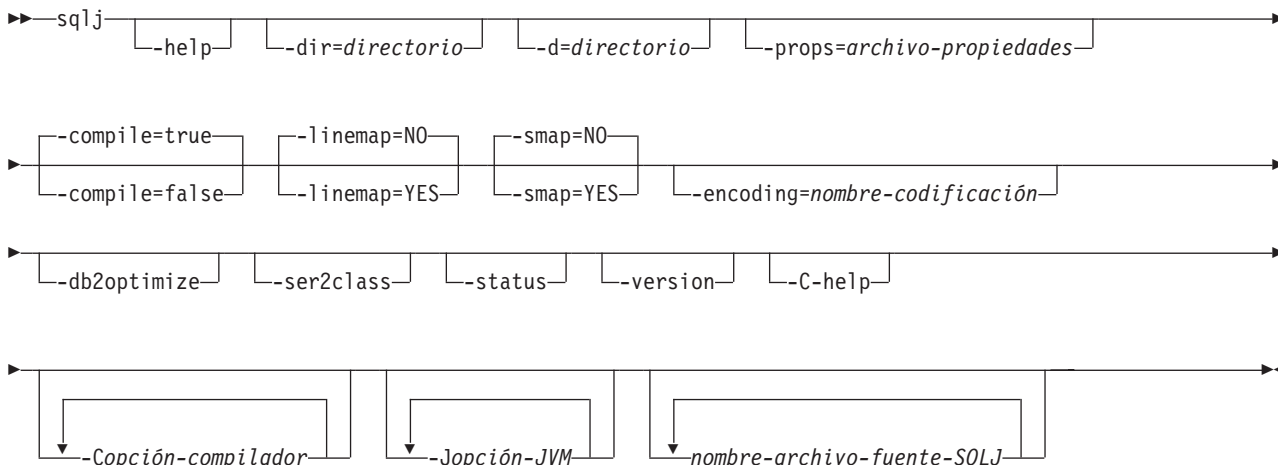 sqlj -help -dir=directorio -d=directorio -props=archivo-propiedades
-compile=true -linemap=NO -smap=NO
-compile=false -linemap=YES -smap=YES -encoding=nombre-codificación
-db2optimize -ser2class -status -version -C-help
-Copción-compilador -Jopción-JVM nombre-archivo-fuente-SQLJ